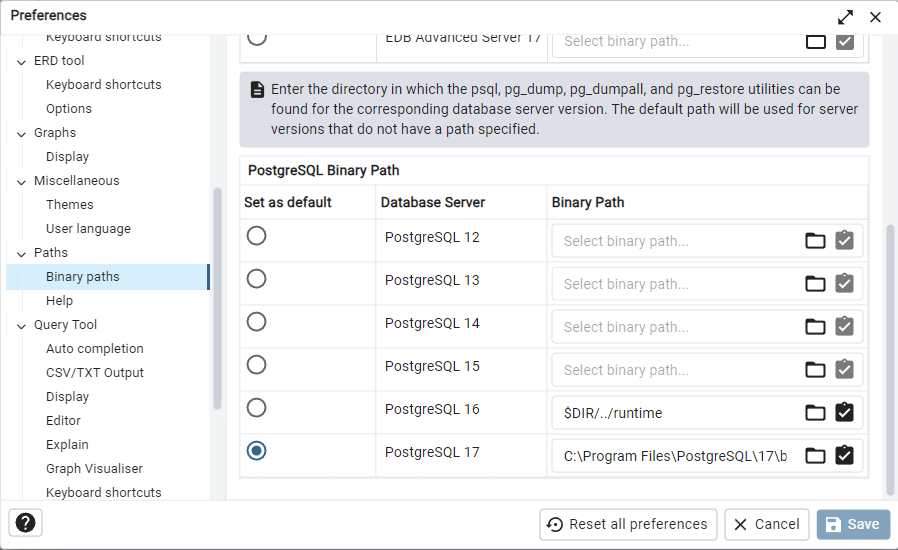 Preferences
Keyboard shortcuts
ERD tool
Keyboard shortcuts
Options
Graphs
Display
Miscellaneous
Themes
User language
Paths
Binary paths
Help
Query Tool
Auto completion
CSV/TXT Output
Display
Editor
Explain
Graph Visualiser
Keyboard shortcuts
EDB Advanced Server 17
Select binary path...
Enter the directory in which the psql, pg_dump, pg_dumpall, and pg_restore utilities can be
found for the corresponding database server version. The default path will be used for server
versions that do not have a path specified.
PostgreSQL Binary Path
Set as default Database Server Binary Path
PostgreSQL 12 Select binary path...
PostgreSQL 13 Select binary path...
PostgreSQL 14 Select binary path...
PostgreSQL 15 Select binary path...
PostgreSQL 16 $DIR/../runtime
PostgreSQL 17 C:\Program Files\PostgreSQL\17\b
? Reset all preferences Cancel Save